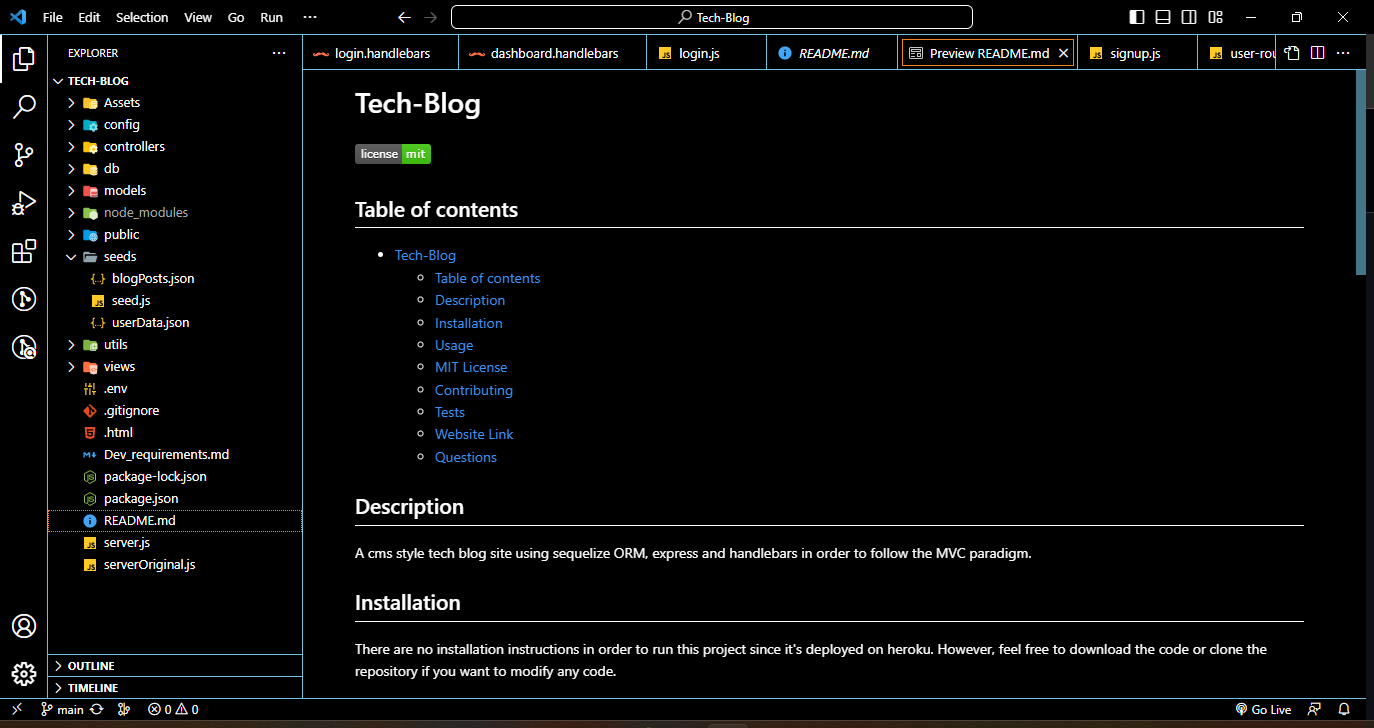 File Edit Selection View Go Run ···
Tech-Blog
EXPLORER ···
login.handlebars
dashboard.handlebars
JS login.js
README.md
Preview README.md
JS signup.js
JS user-rou
···
TECH-BLOG
Assets
config
controllers
db
models
node_modules
public
seeds
{..} blogPosts.json
JS seed.js
{..} userData.json
utils
views
.env
.gitignore
.html
Dev_requirements.md
package-lock.json
package.json
README.md
JS server.js
JS serverOriginal.js
OUTLINE
TIMELINE
Tech-Blog
license mit
Table of contents
• Tech-Blog
◦ Table of contents
◦ Description
◦ Installation
◦ Usage
◦ MIT License
◦ Contributing
◦ Tests
◦ Website Link
◦ Questions
Description
A cms style tech blog site using sequelize ORM, express and handlebars in order to follow the MVC paradigm.
Installation
There are no installation instructions in order to run this project since it's deployed on heroku. However, feel free to download the code or clone the
repository if you want to modify any code.
main 0 0 Go Live